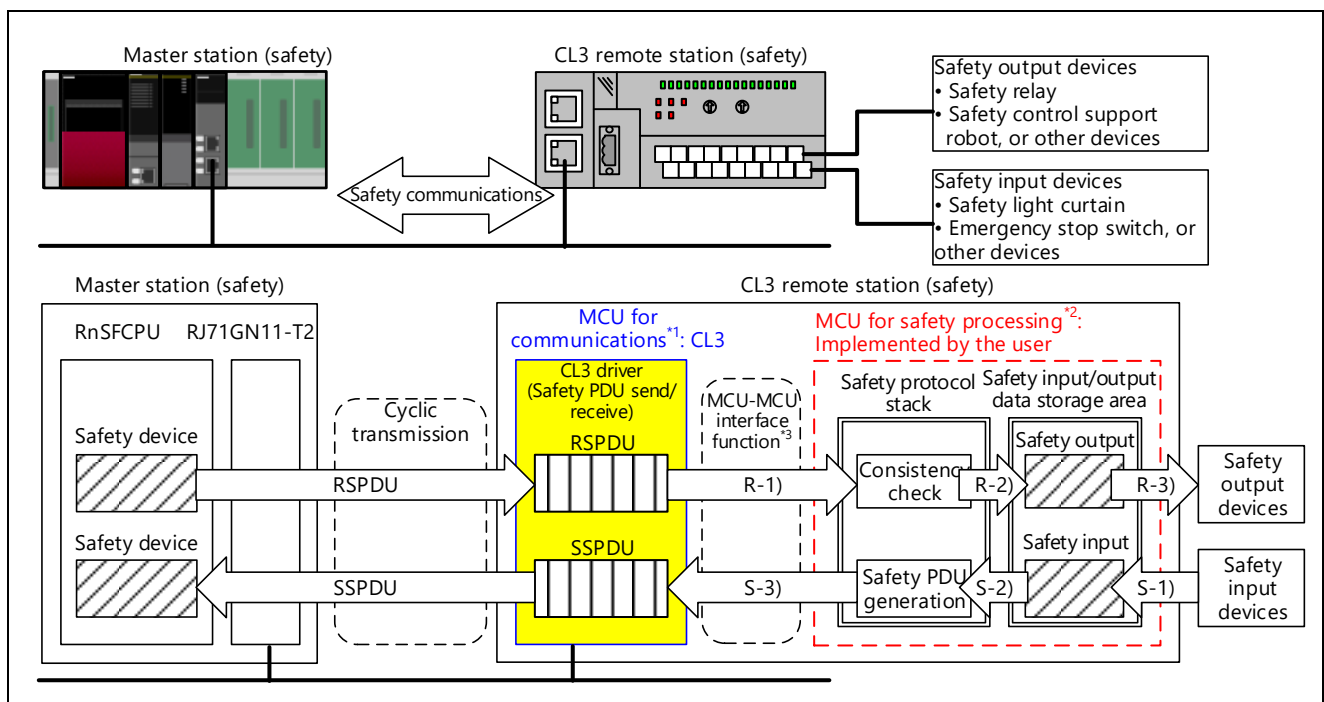 Master station (safety)
CL3 remote station (safety)
Safety output devices
• Safety relay
• Safety control support
robot, or other devices
Safety communications
Safety input devices
• Safety light curtain
• Emergency stop switch, or
other devices
Master station (safety)
CL3 remote station (safety)
RnSFCPU
RJ71GN11-T2
MCU for
communications*1: CL3
MCU for safety processing*2:
Implemented by the user
Cyclic
transmission
CL3 driver
(Safety PDU send/
receive)
MCU-MCU
interface
function*3
Safety protocol
stack
Safety input/output
data storage area
Safety device
RSPDU
RSPDU
R-1)
Consistency
check
R-2)
Safety output
R-3)
Safety
output
devices
Safety device
SSPDU
SSPDU
S-3)
Safety PDU
generation
S-2)
Safety input
S-1)
Safety
input
devices